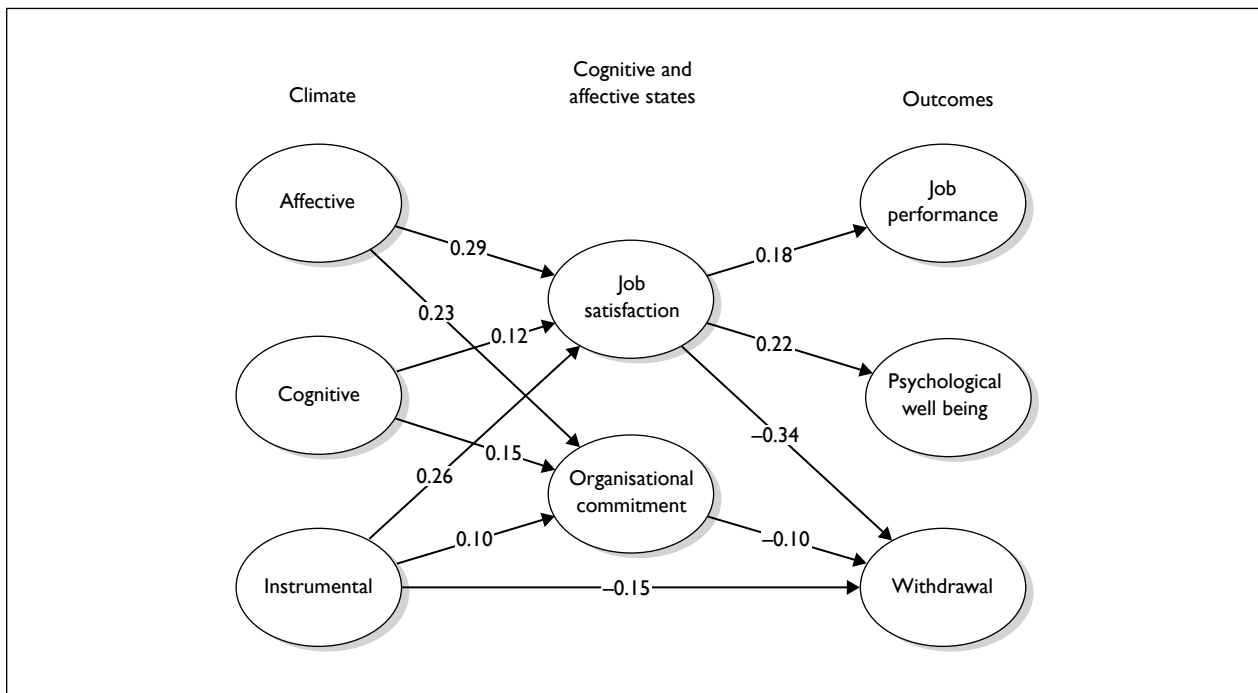 Cognitive and
affective states
Climate
Outcomes
Affective
Job
performance
0.29
0.18
Job
satisfaction
0.23
0.12
0.22
Cognitive
Psychological
well being
–0.34
0.15
0.26
Organisational
commitment
0.10
–0.10
Instrumental
–0.15
Withdrawal